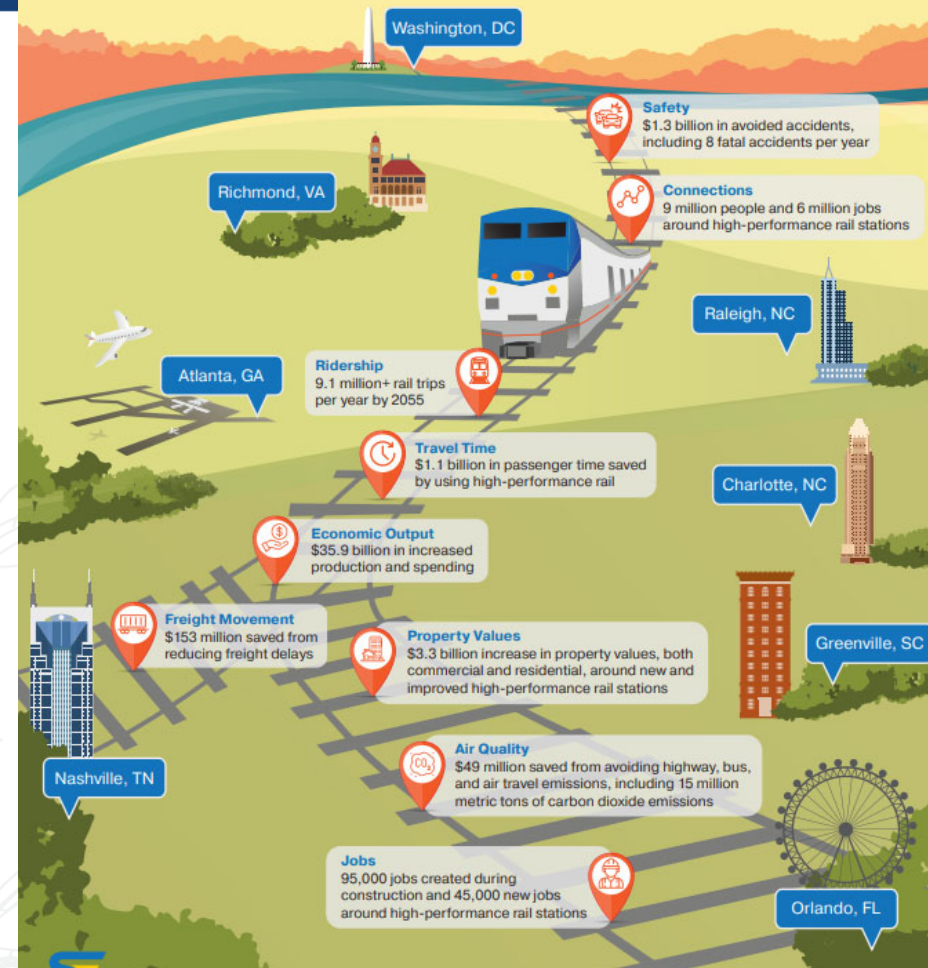 Washington, DC
Safety
$1.3 billion in avoided accidents,
including 8 fatal accidents per year
Richmond, VA
Connections
9 million people and 6 million jobs
around high-performance rail stations
Raleigh, NC
Atlanta, GA
Ridership
9.1 million+ rail trips
per year by 2055
Travel Time
$1.1 billion in passenger time saved
by using high-performance rail
Charlotte, NC
Economic Output
$35.9 billion in increased
production and spending
Freight Movement
$153 million saved from
reducing freight delays
Property Values
$3.3 billion increase in property values, both
commercial and residential, around new and
improved high-performance rail stations
Greenville, SC
Air Quality
CO₂
$49 million saved from avoiding highway, bus,
and air travel emissions, including 15 million
metric tons of carbon dioxide emissions
Nashville, TN
Jobs
95,000 jobs created during
construction and 45,000 new jobs
around high-performance rail stations
Orlando, FL